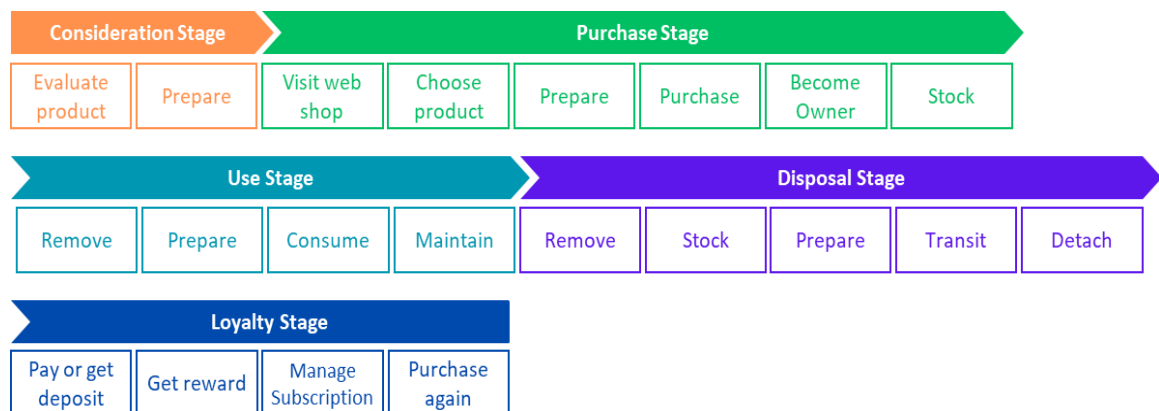 Consideration Stage
Purchase Stage
Evaluate
product
Prepare
Visit web
shop
Choose
product
Prepare
Purchase
Become
Owner
Stock
Use Stage
Disposal Stage
Remove
Prepare
Consume
Maintain
Remove
Stock
Prepare
Transit
Detach
Loyalty Stage
Pay or get
deposit
Get reward
Manage
Subscription
Purchase
again